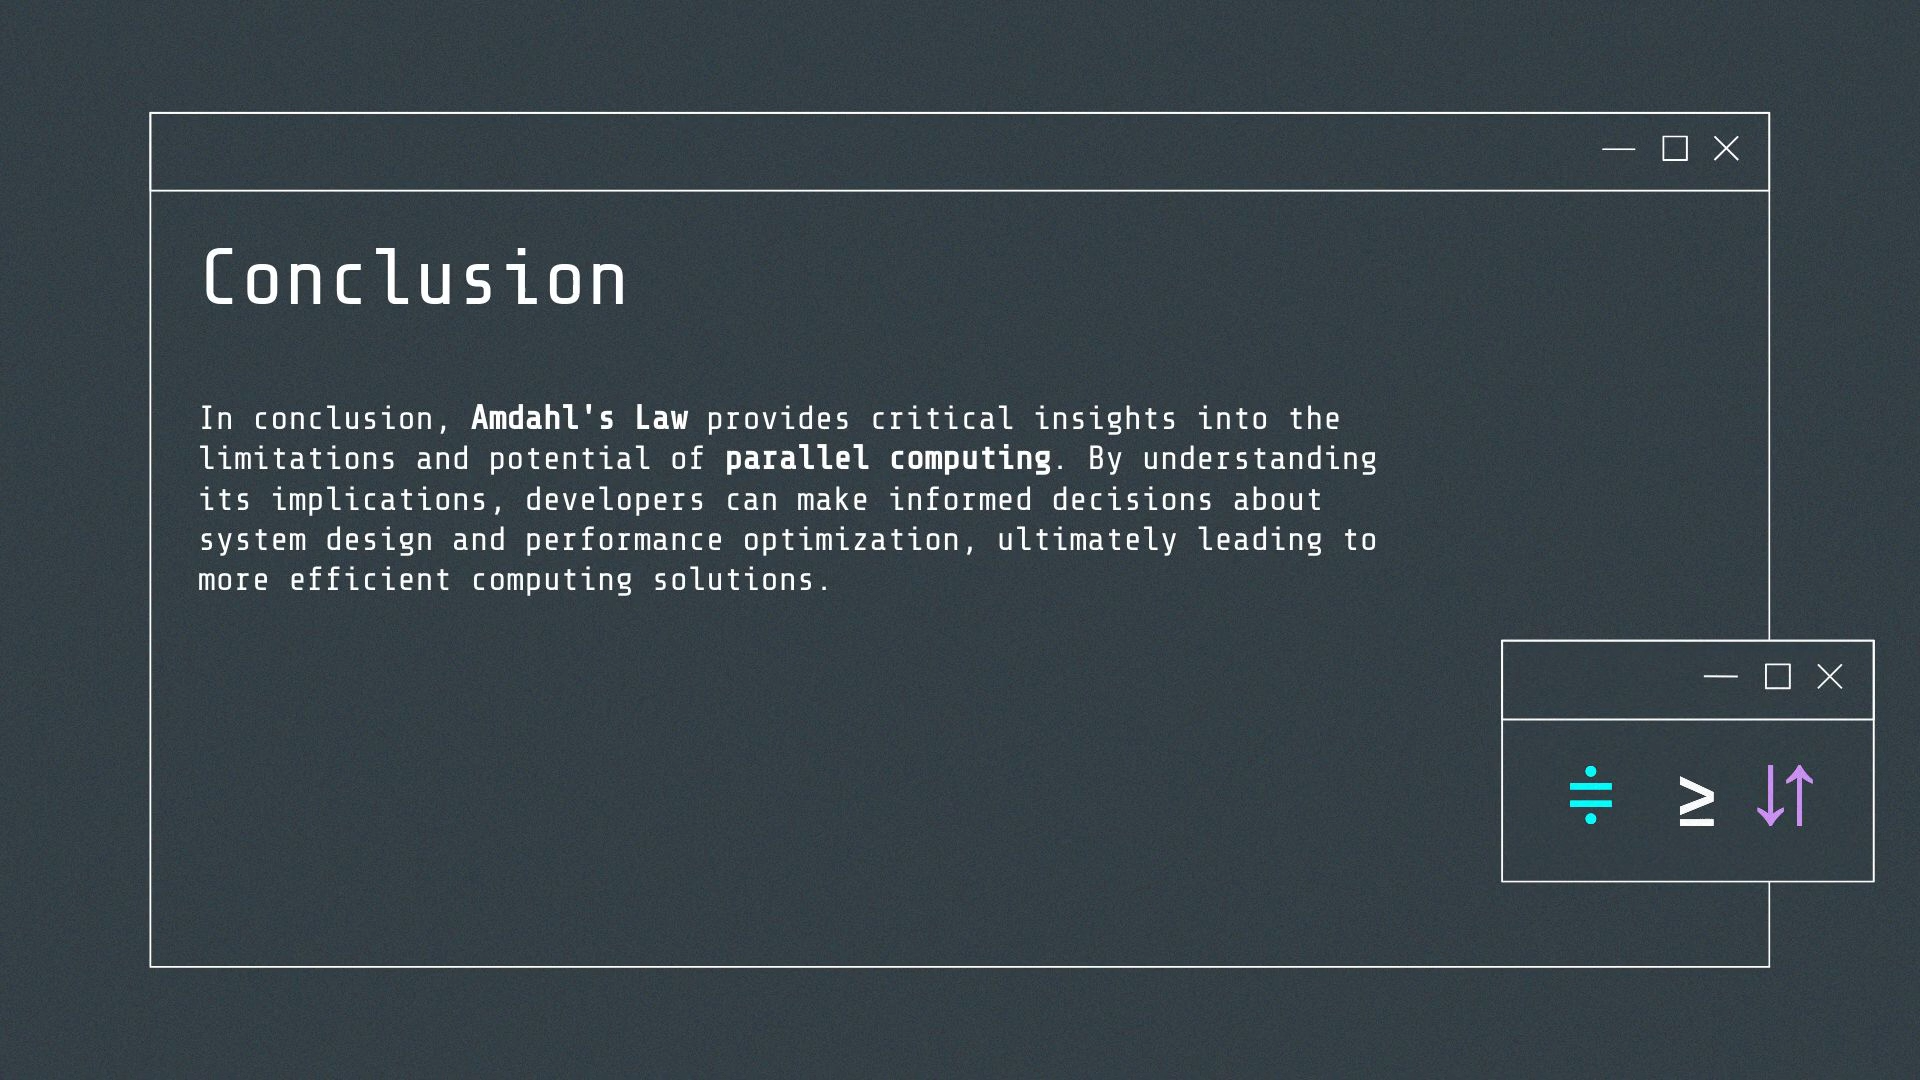 Conclusion
In conclusion, Amdahl's Law provides critical insights into the
limitations and potential of parallel computing. By understanding
its implications, developers can make informed decisions about
system design and performance optimization, ultimately leading to
more efficient computing solutions.
≥ ↓↑